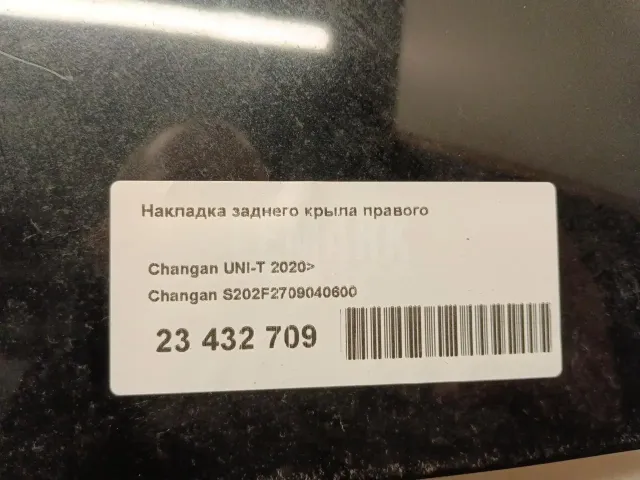 Накладка заднего крыла правого
Changan UNI-T 2020>
Changan S202F2709040600
23 432 709